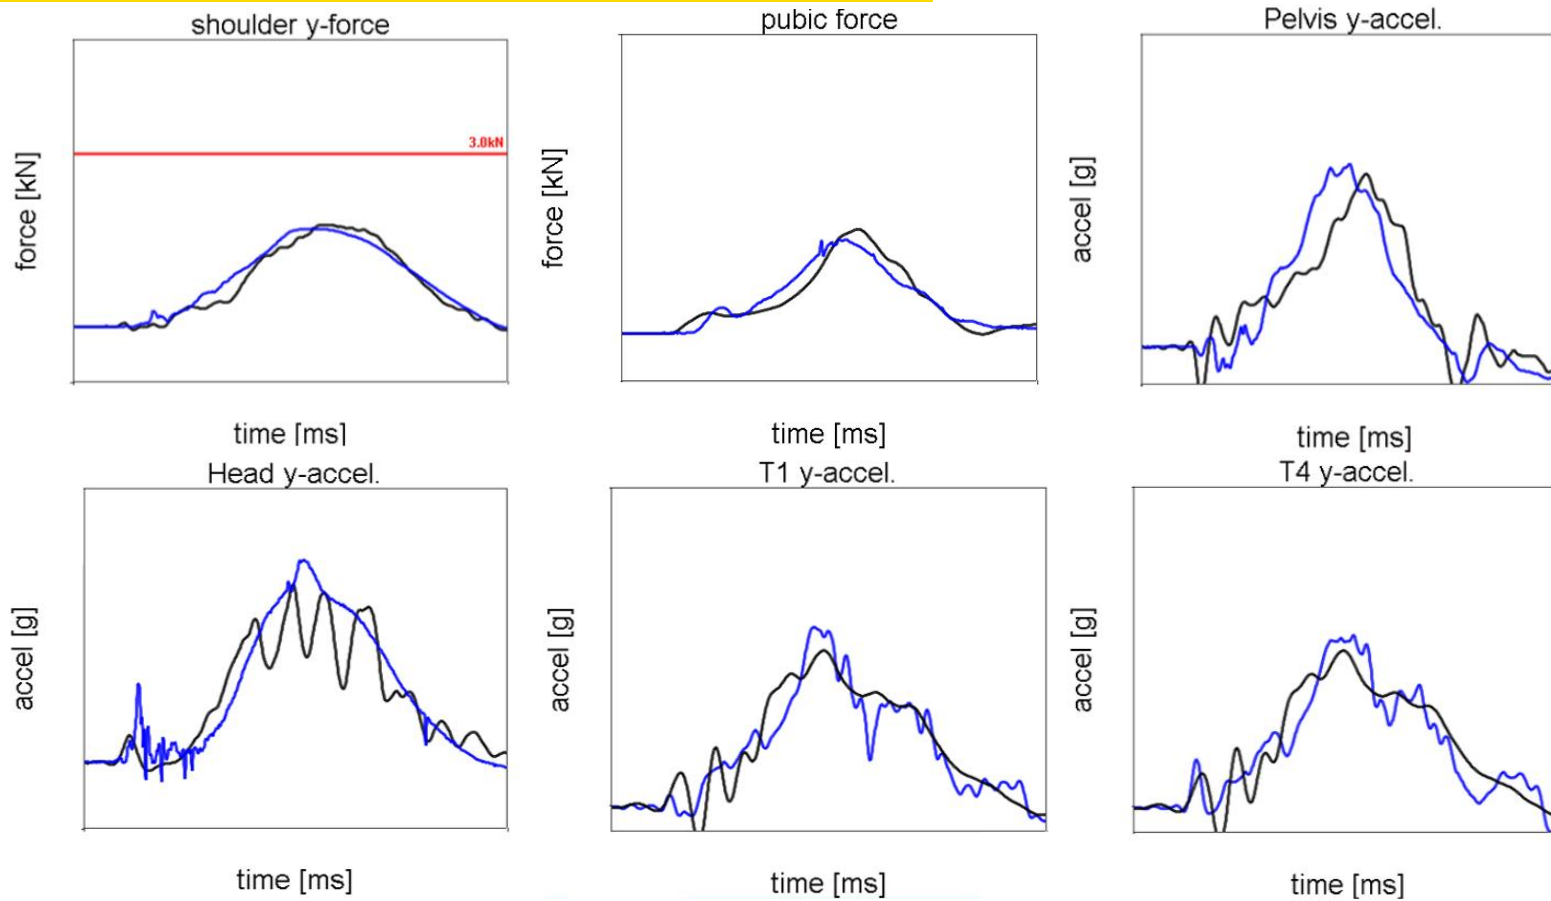 shoulder y-force
3.0kN
force [kN]
time [ms]
pubic force
force [kN]
time [ms]
Pelvis y-accel.
accel [g]
time [ms]
Head y-accel.
accel [g]
time [ms]
T1 y-accel.
accel [g]
time [ms]
T4 y-accel.
accel [g]
time [ms]